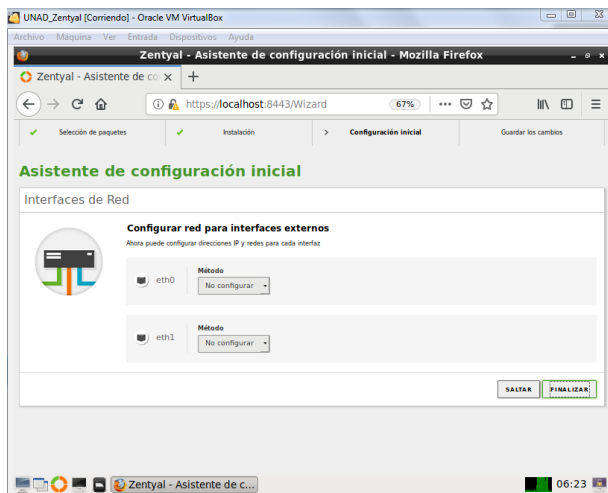 UNAD_Zentyal [Corriendo] - Oracle VM VirtualBox
Archivo Máquina Ver Entrada Dispositivos Ayuda
Zentyal - Asistente de configuración inicial - Mozilla Firefox
Zentyal - Asistente de co
https://localhost:8443/Wizard
67%
Selección de paquetes
Instalación
Configuración inicial
Guardar los cambios
Asistente de configuración inicial
Interfaces de Red
Configurar red para interfaces externos
Ahora puede configurar direcciones IP y redes para cada interfaz
eth0
Método
No configurar
eth1
Método
No configurar
SALTAR
FINALIZAR
Zentyal - Asistente de c...
06:23